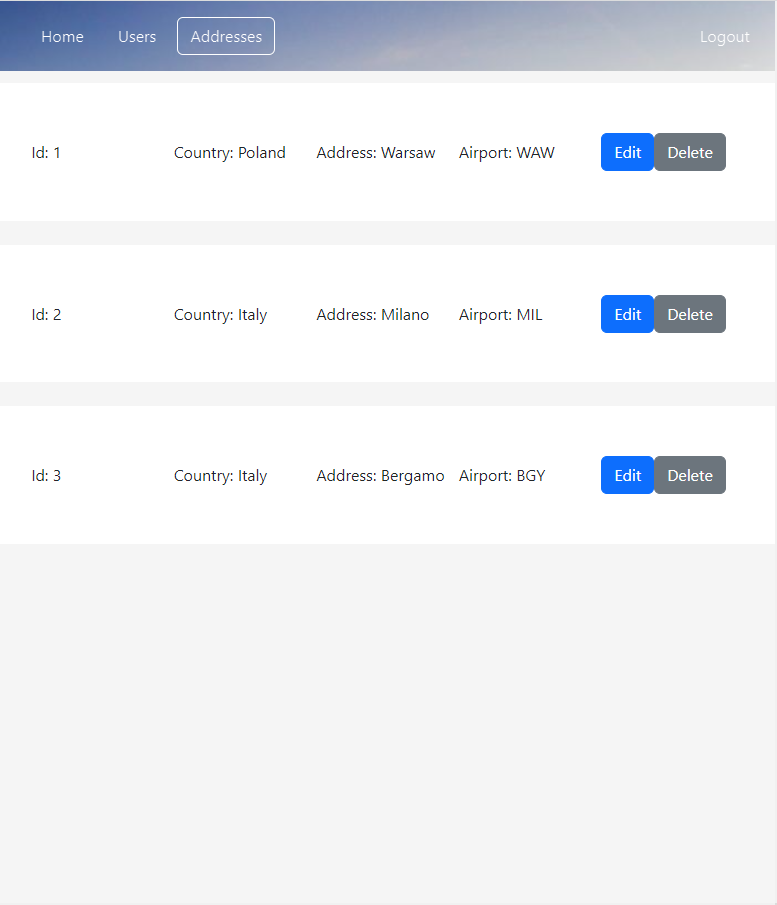 Home Users Addresses Logout
Id: 1 Country: Poland Address: Warsaw Airport: WAW Edit Delete
Id: 2 Country: Italy Address: Milano Airport: MIL Edit Delete
Id: 3 Country: Italy Address: Bergamo Airport: BGY Edit Delete